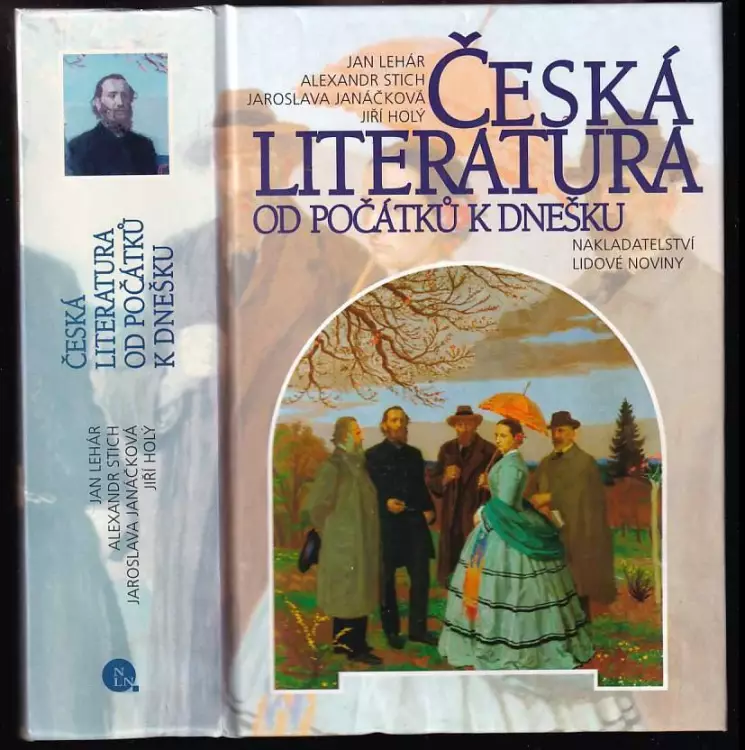 JAN LEHÁR
ALEXANDR STICH
JAROSLAVA JANÁČKOVÁ
JIŘÍ HOLÝ
ČESKÁ
LITERATURA
OD POČÁTKŮ K DNEŠKU
NAKLADATELSTVÍ
LIDOVÉ NOVINY
ČESKÁ
LITERATURA
OD POČÁTKŮ
K DNEŠKU
JAN LEHÁR
ALEXANDR STICH
JAROSLAVA JANÁČKOVÁ
JIŘÍ HOLÝ
N
LN